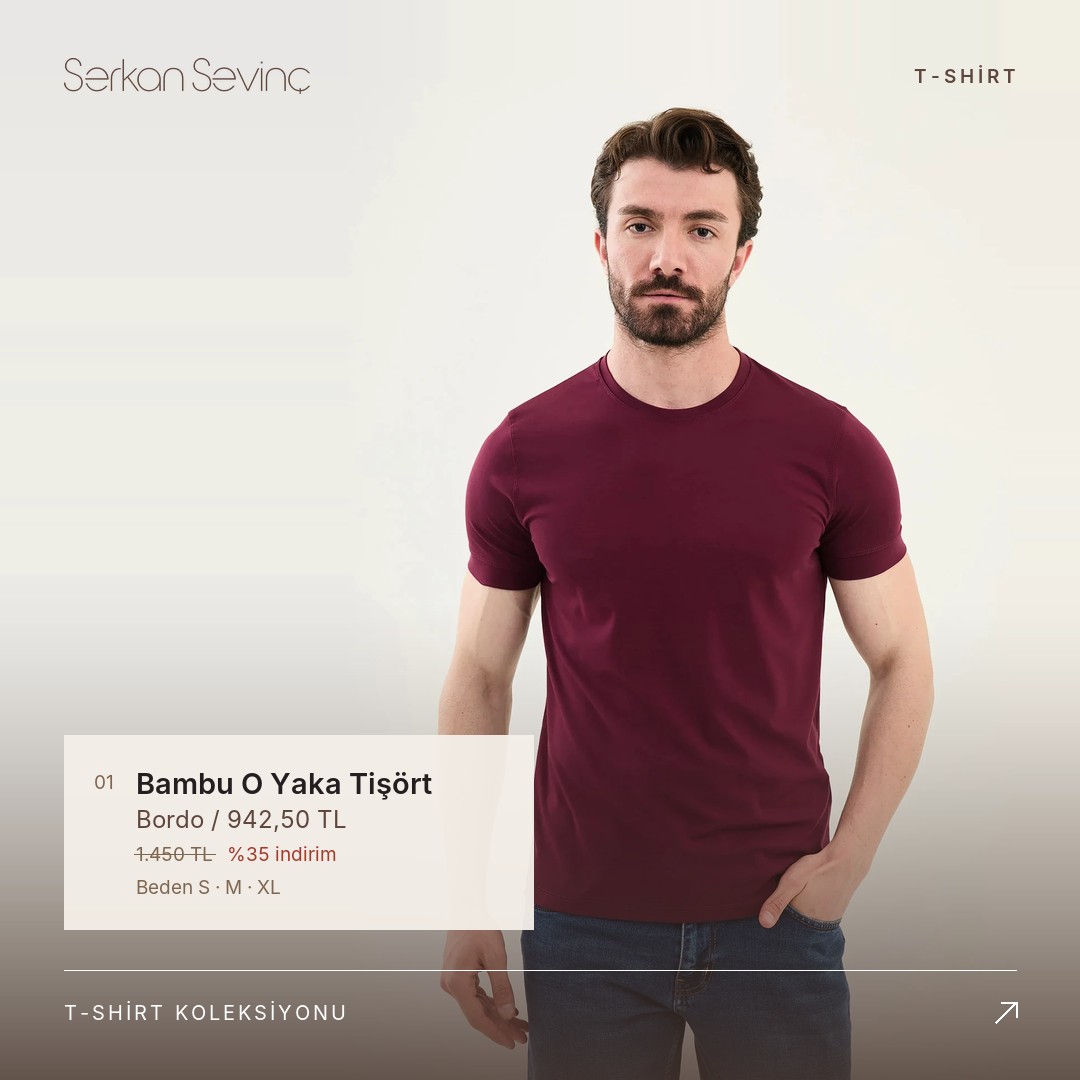 Serkan Sevinç
T-SHİRT
01 Bambu O Yaka Tişört
Bordo / 942,50 TL
1.450 TL %35 indirim
Beden S · M · XL
T-SHİRT KOLEKSİYONU